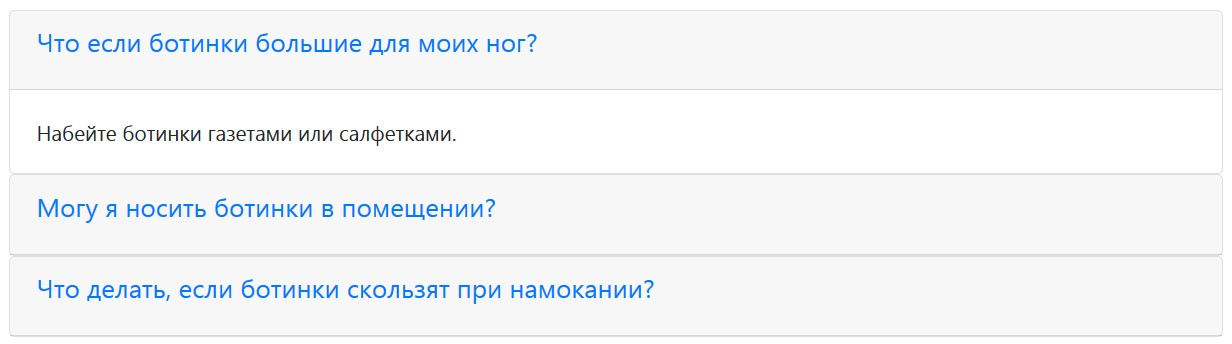 Что если ботинки большие для моих ног?
Набейте ботинки газетами или салфетками.
Могу я носить ботинки в помещении?
Что делать, если ботинки скользят при намокании?